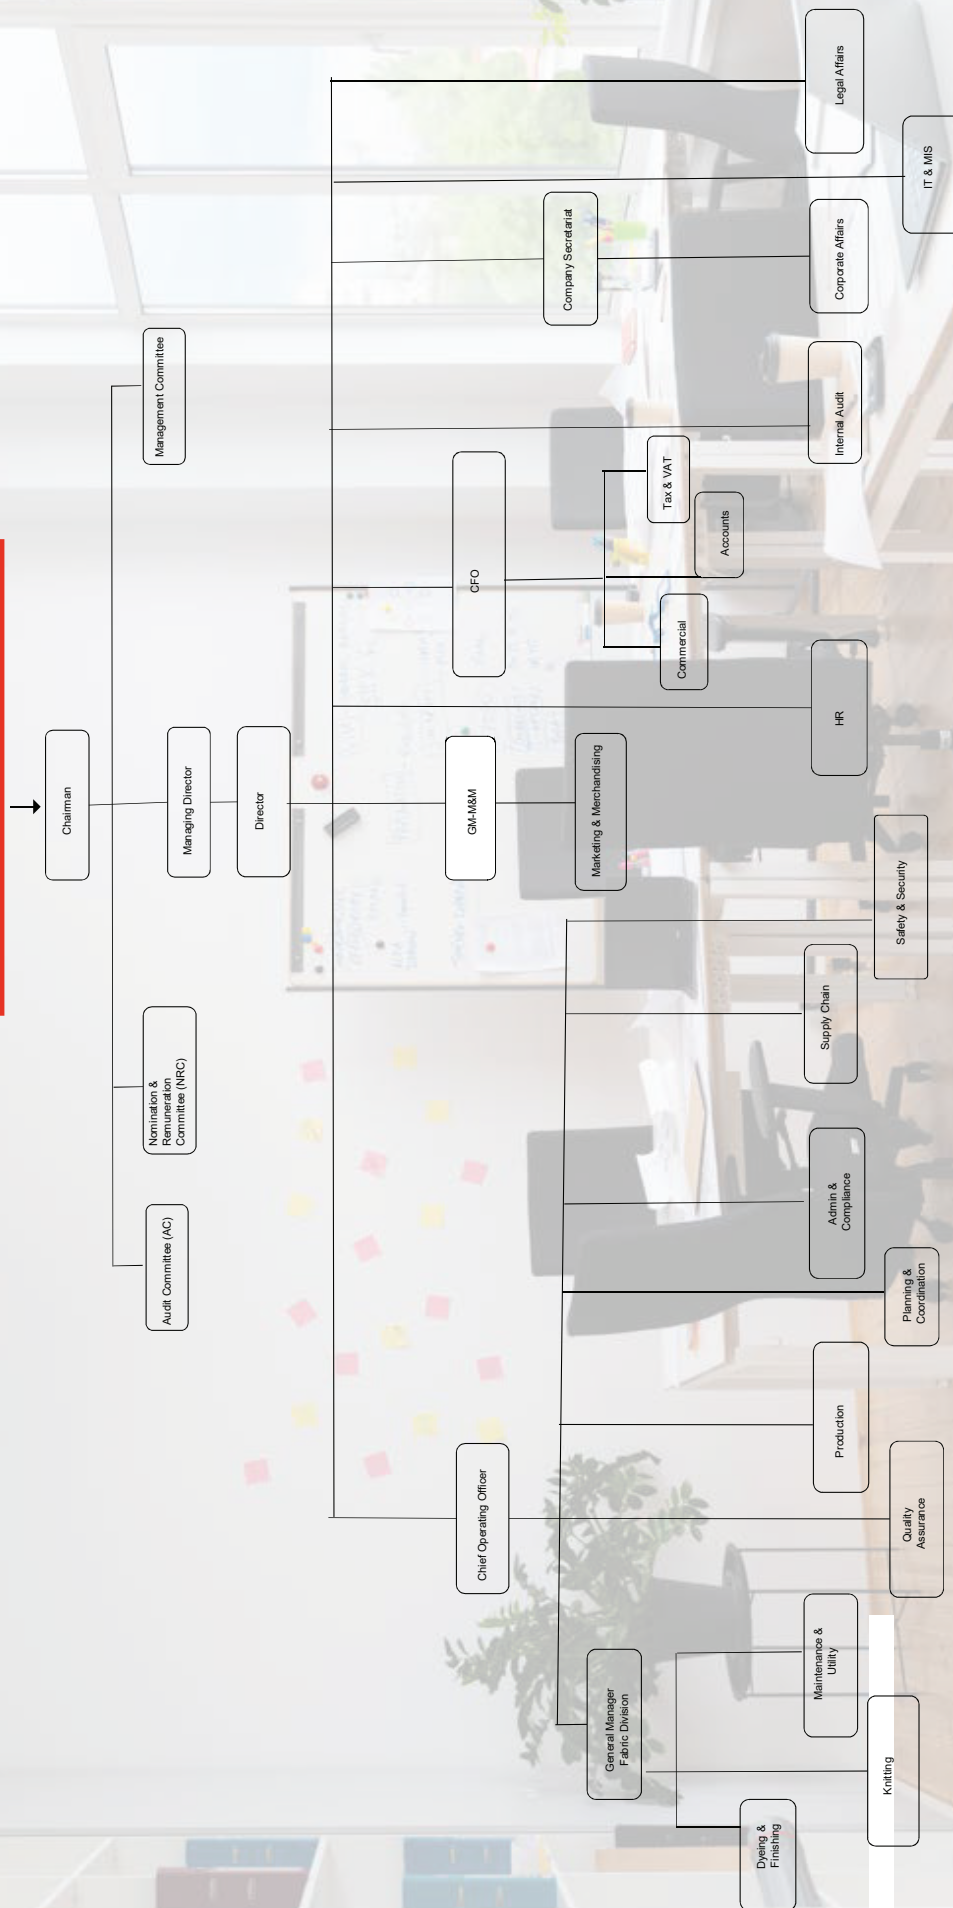 Chairman
Audit Committee (AC)
Nomination &
Remuneration
Committee (NRC)
Management Committee
Managing Director
Director
Chief Operating Officer
GM-M&M
CFO
Company Secretariat
General Manager
Fabric Division
Marketing & Merchandising
Commercial
Accounts
Tax & VAT
Dyeing &
Finishing
Knitting
Maintenance &
Utility
Quality
Assurance
Production
Planning &
Coordination
Admin &
Compliance
Supply Chain
Safety & Security
HR
Internal Audit
Corporate Affairs
IT & MIS
Legal Affairs